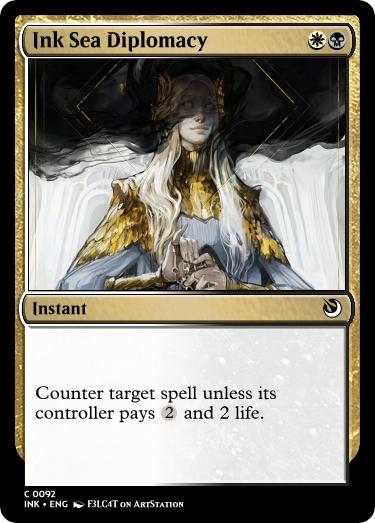 Ink Sea Diplomacy
Instant
Counter target spell unless its
controller pays 2 and 2 life.
C 0092
INK • ENG F3LC4T ON ARTSTATION